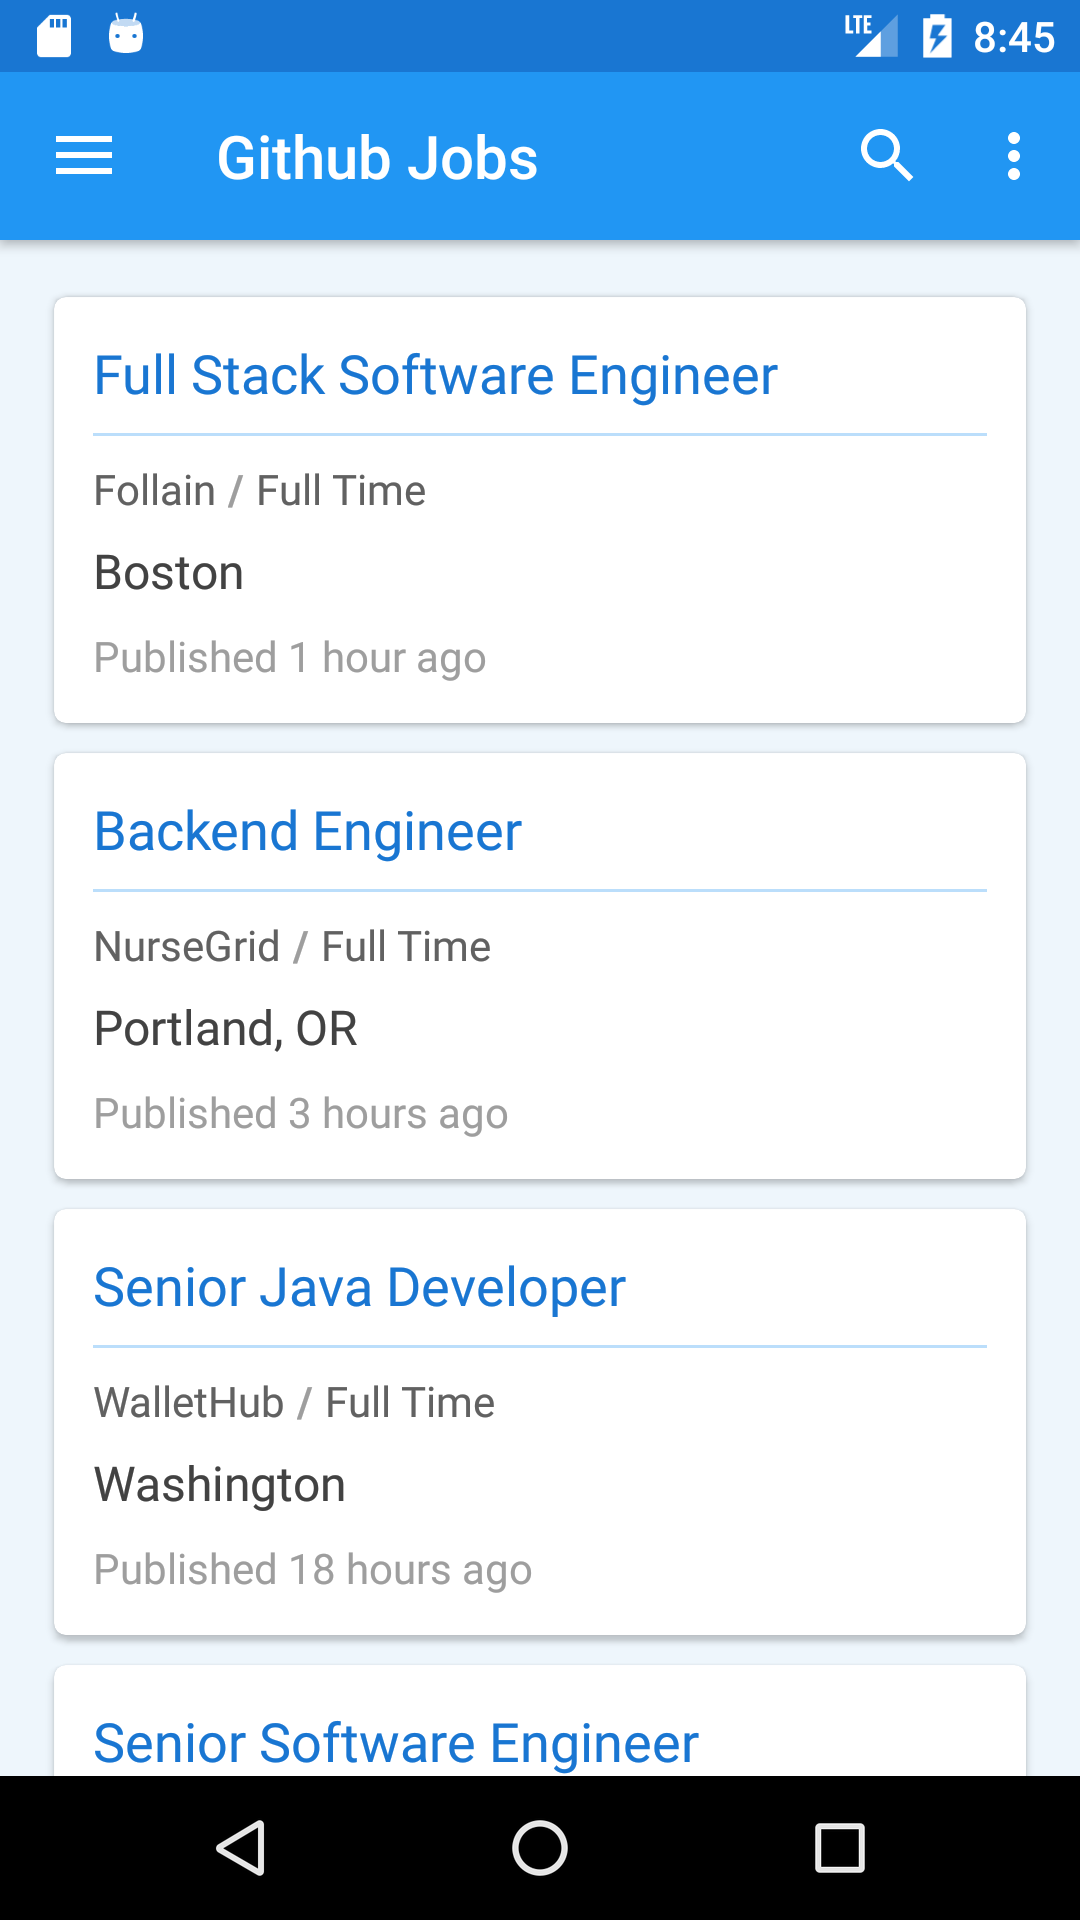 LTE 8:45
Github Jobs
Full Stack Software Engineer
Follain / Full Time
Boston
Published 1 hour ago
Backend Engineer
NurseGrid / Full Time
Portland, OR
Published 3 hours ago
Senior Java Developer
WalletHub / Full Time
Washington
Published 18 hours ago
Senior Software Engineer